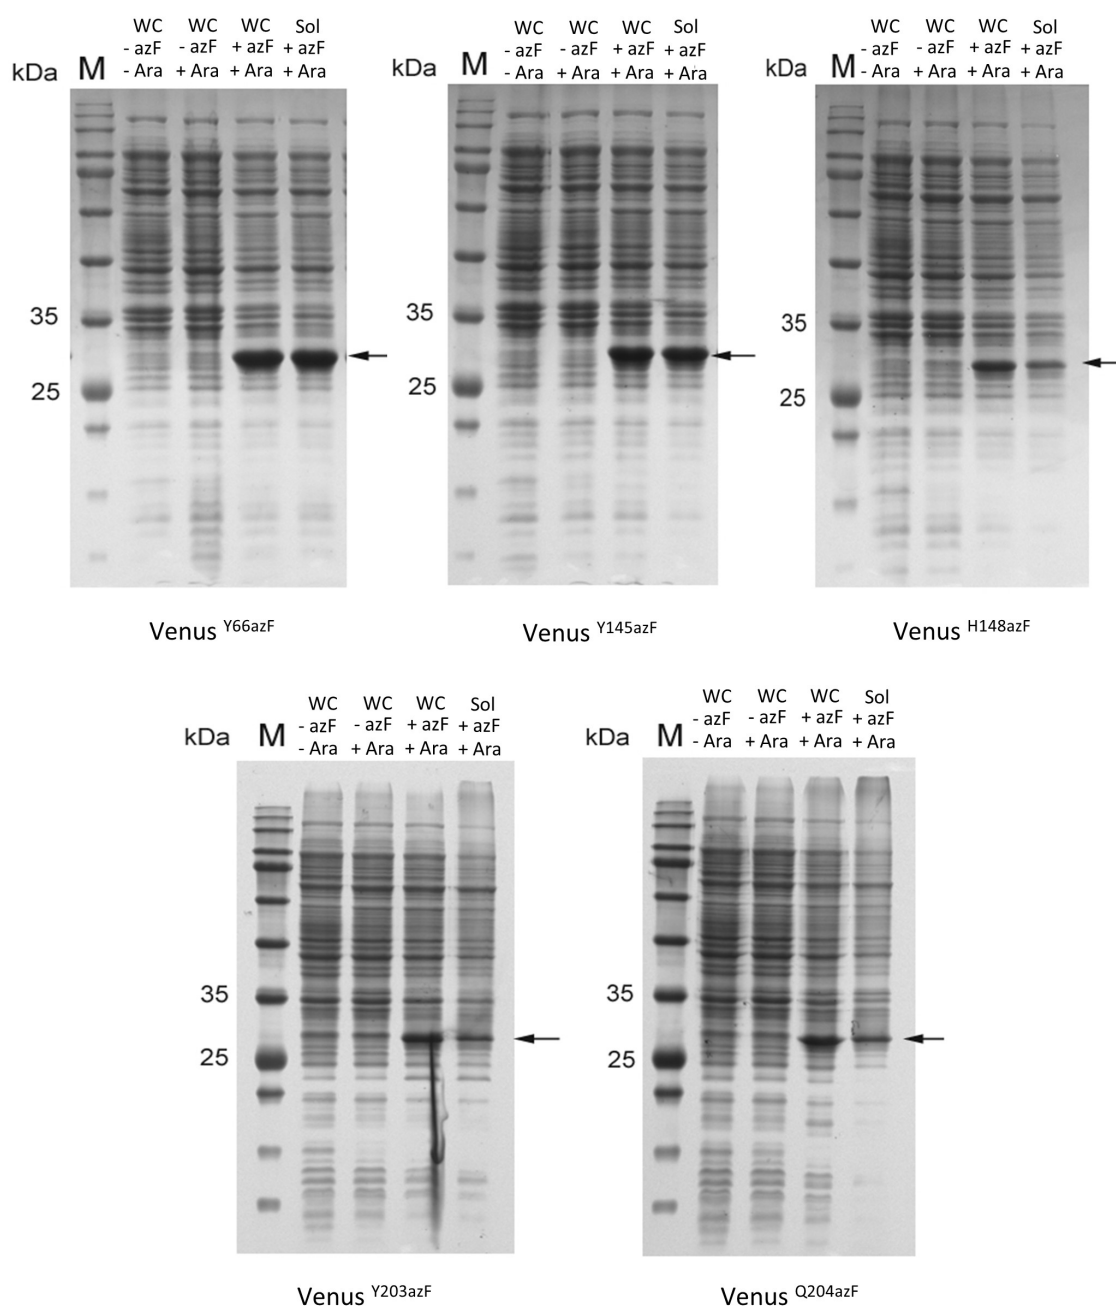 WC WC WC Sol
- azF - azF + azF + azF
kDa M - Ara + Ara + Ara + Ara
35
25
Venus Y66azF
WC WC WC Sol
- azF - azF + azF + azF
kDa M - Ara + Ara + Ara + Ara
35
25
Venus Y145azF
WC WC WC Sol
- azF - azF + azF + azF
kDa M - Ara + Ara + Ara + Ara
35
25
Venus H148azF
WC WC WC Sol
- azF - azF + azF + azF
kDa M - Ara + Ara + Ara + Ara
35
25
Venus Y203azF
WC WC WC Sol
- azF - azF + azF + azF
kDa M - Ara + Ara + Ara + Ara
35
25
Venus Q204azF